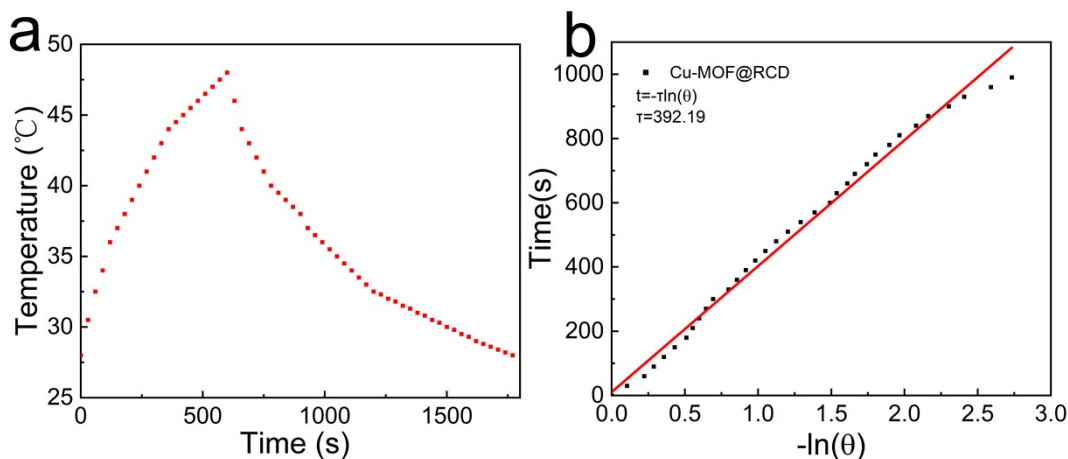 a
50
45
40
35
30
25
Temperature (℃)
0
500
1000
1500
Time (s)
b
1000
800
600
400
200
0
Time(s)
Cu-MOF@RCD
t=-τln(θ)
τ=392.19
0.0
0.5
1.0
1.5
2.0
2.5
3.0
-ln(θ)